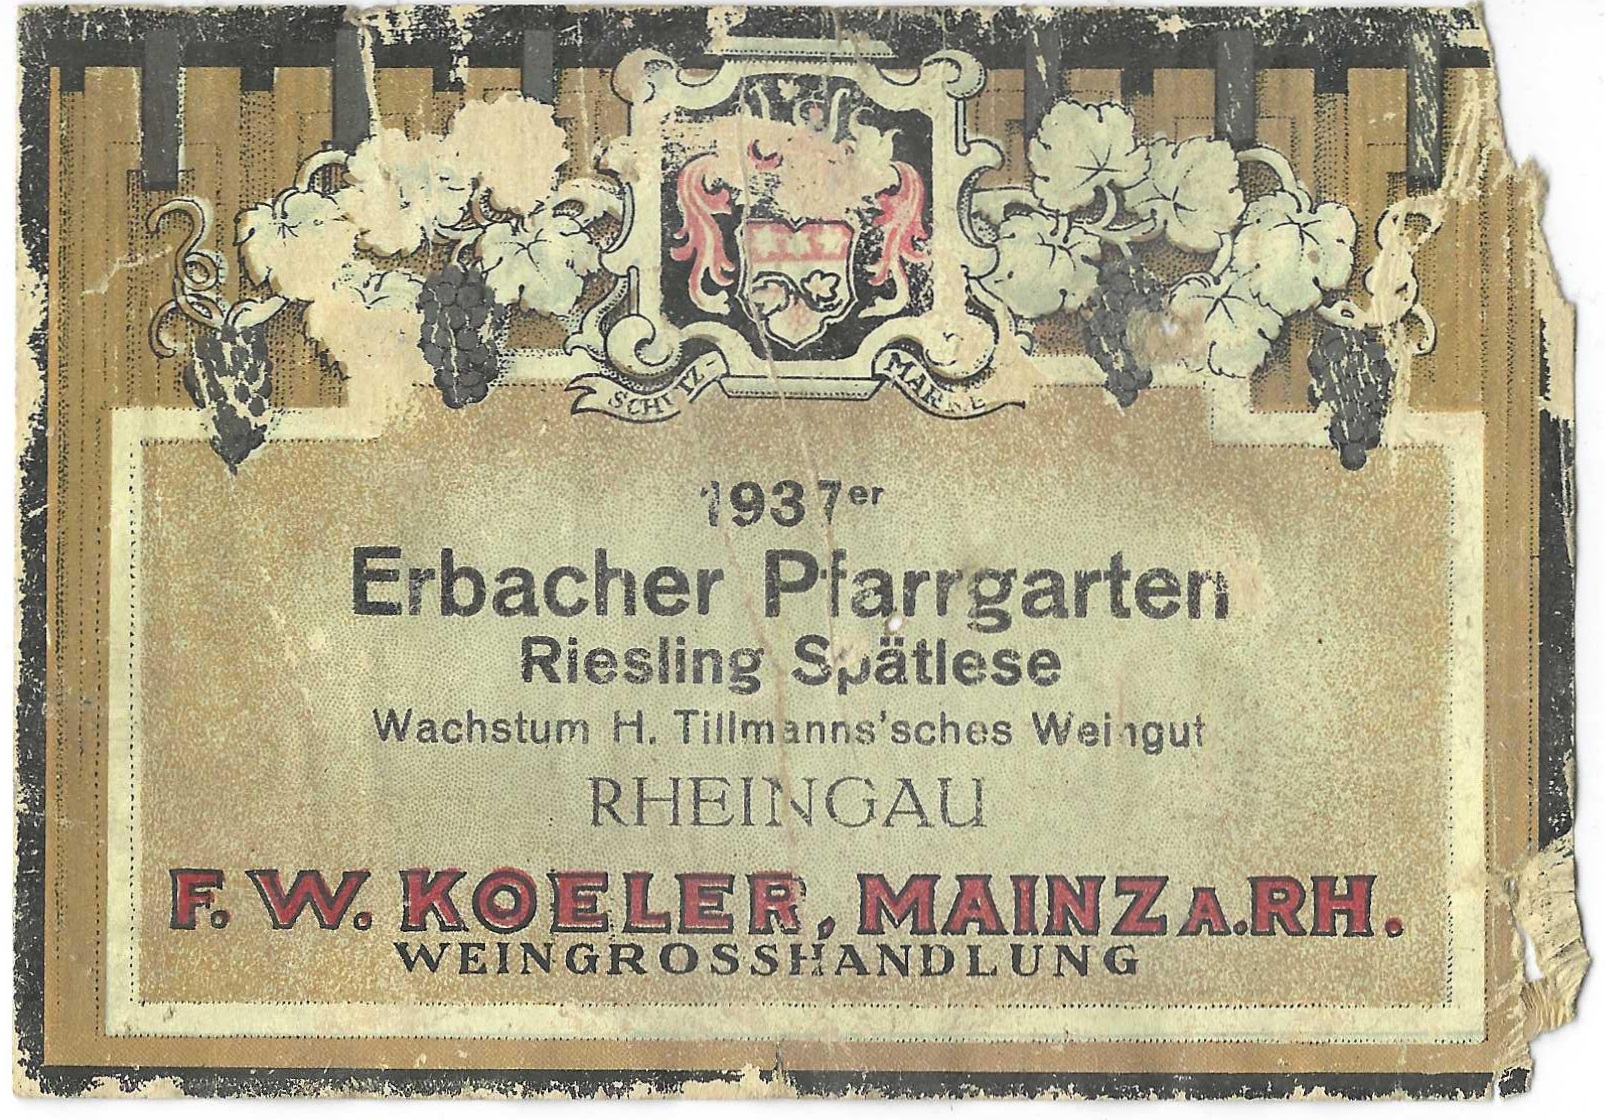 SCHUTZ-MARKE
1937er
Erbacher Pfarrgarten
Riesling Spätlese
Wachstum H. Tillmanns'sches Weingut
RHEINGAU
F. W. KOELER, MAINZ A. RH.
WEINGROSSHANDLUNG